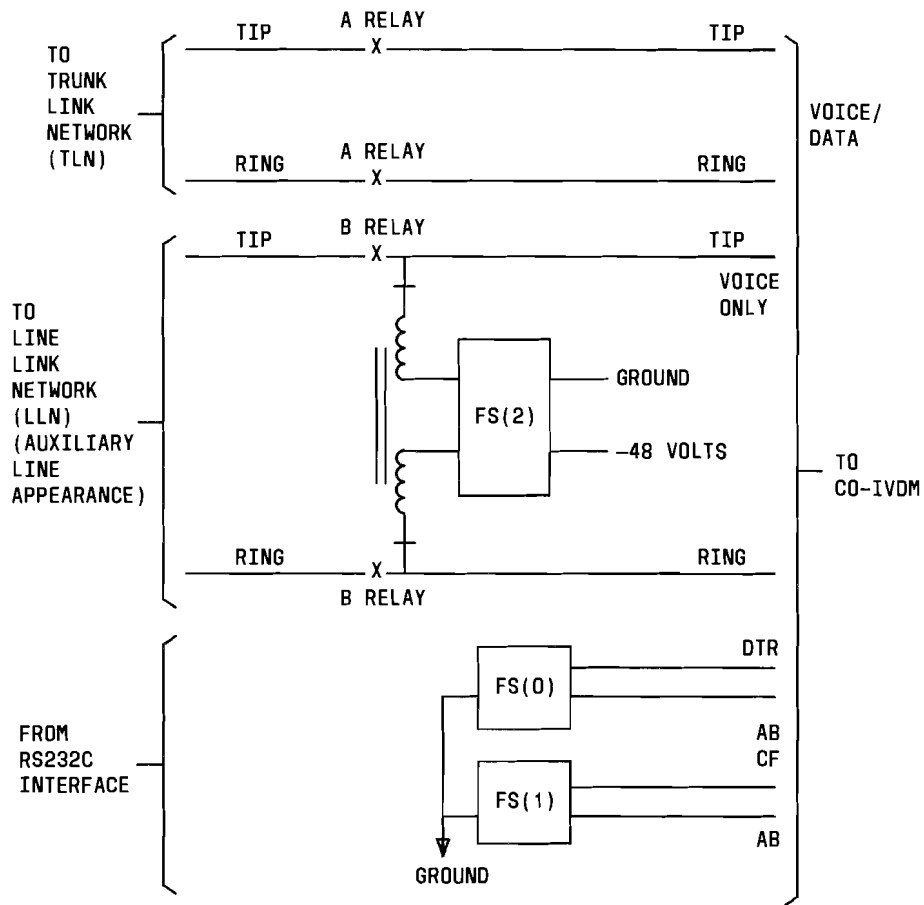 A RELAY
TIP
X
TIP
TO
TRUNK
LINK
NETWORK
(TLN)
VOICE/
DATA
A RELAY
RING
X
RING
B RELAY
TIP
X
TIP
VOICE
ONLY
TO
LINE
LINK
NETWORK
(LLN)
(AUXILIARY
LINE
APPEARANCE)
FS(2)
GROUND
-48 VOLTS
TO
CO-IVDM
RING
X
RING
B RELAY
FROM
RS232C
INTERFACE
FS(0)
DTR
AB
CF
FS(1)
AB
GROUND